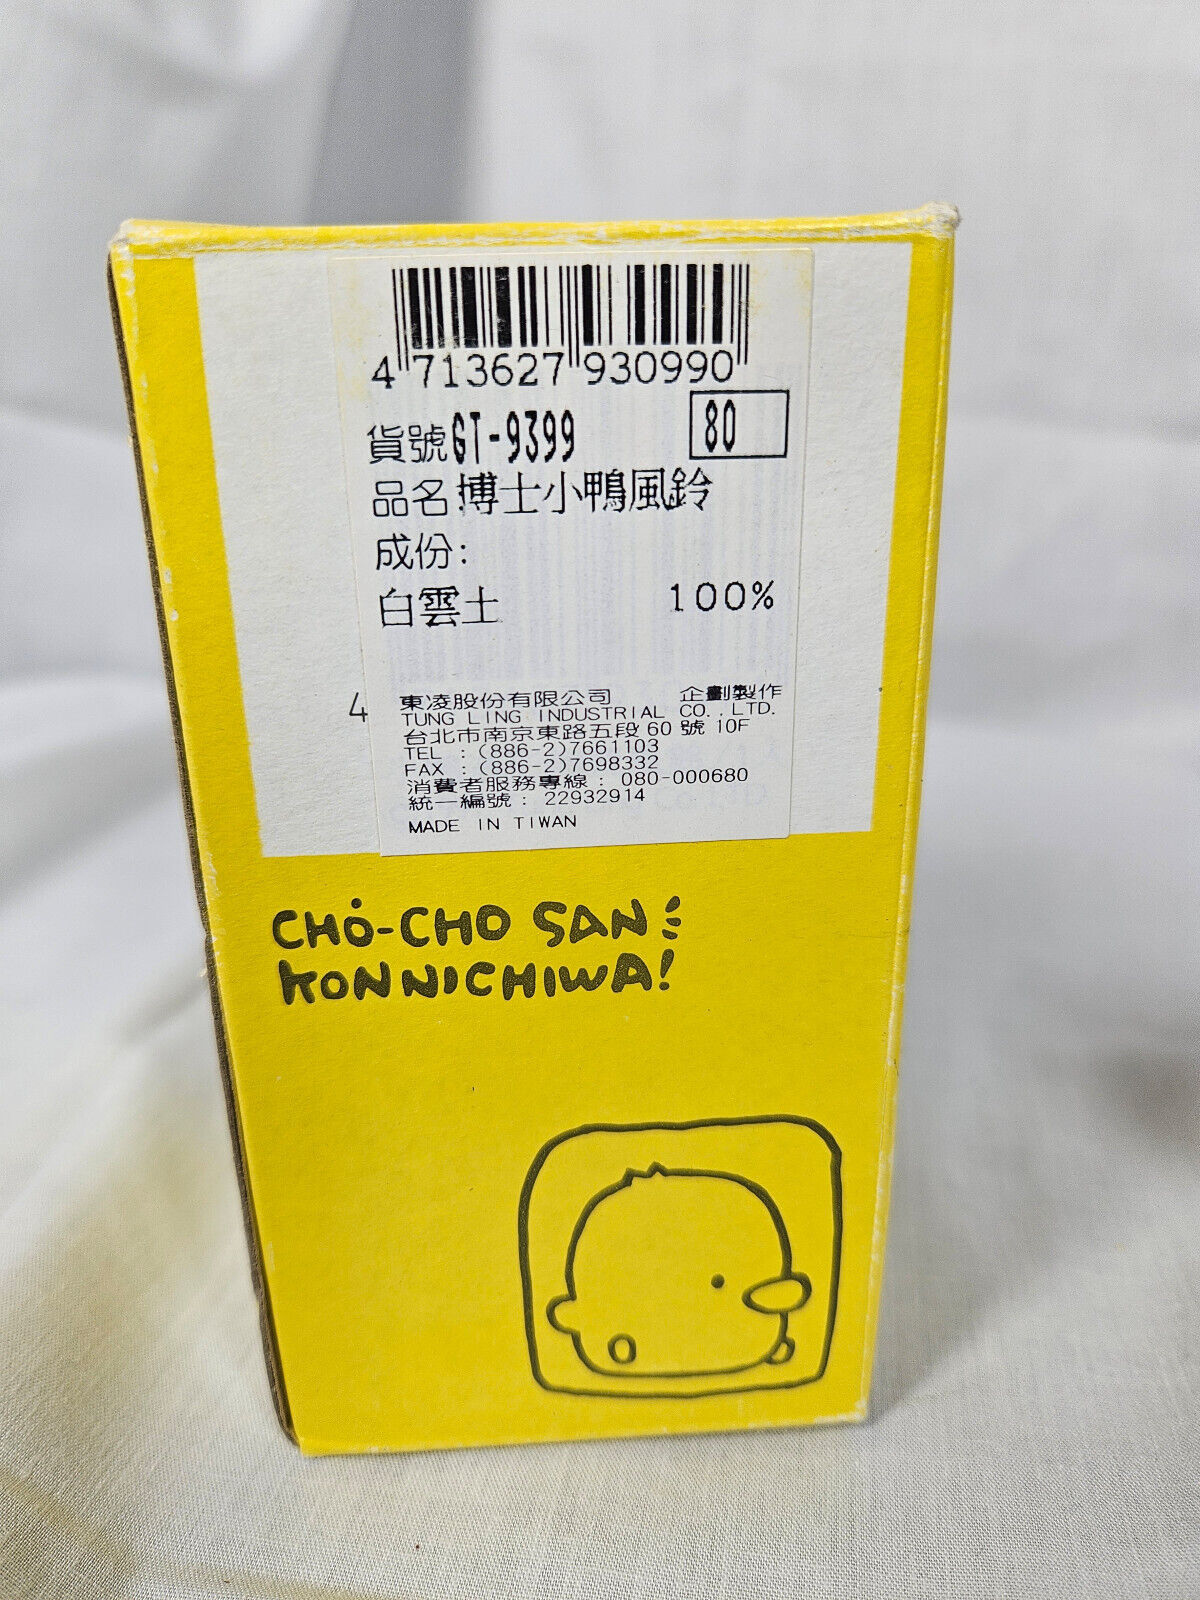 4 713627 930990
貨號 GT-9399 80
品名 博士小鴨風鈴
成份:
白雲土 100%
4
東凌股份有限公司 企劃製作
TUNG LING INDUSTRIAL CO., LTD.
台北市南京東路五段60號10F
TEL : (886-2)7661103
FAX : (886-2)7698332
消費者服務專線 : 080-000680
統一編號 : 22932914
MADE IN TIWAN
CHO-CHO SAN
KONNICHIWA!